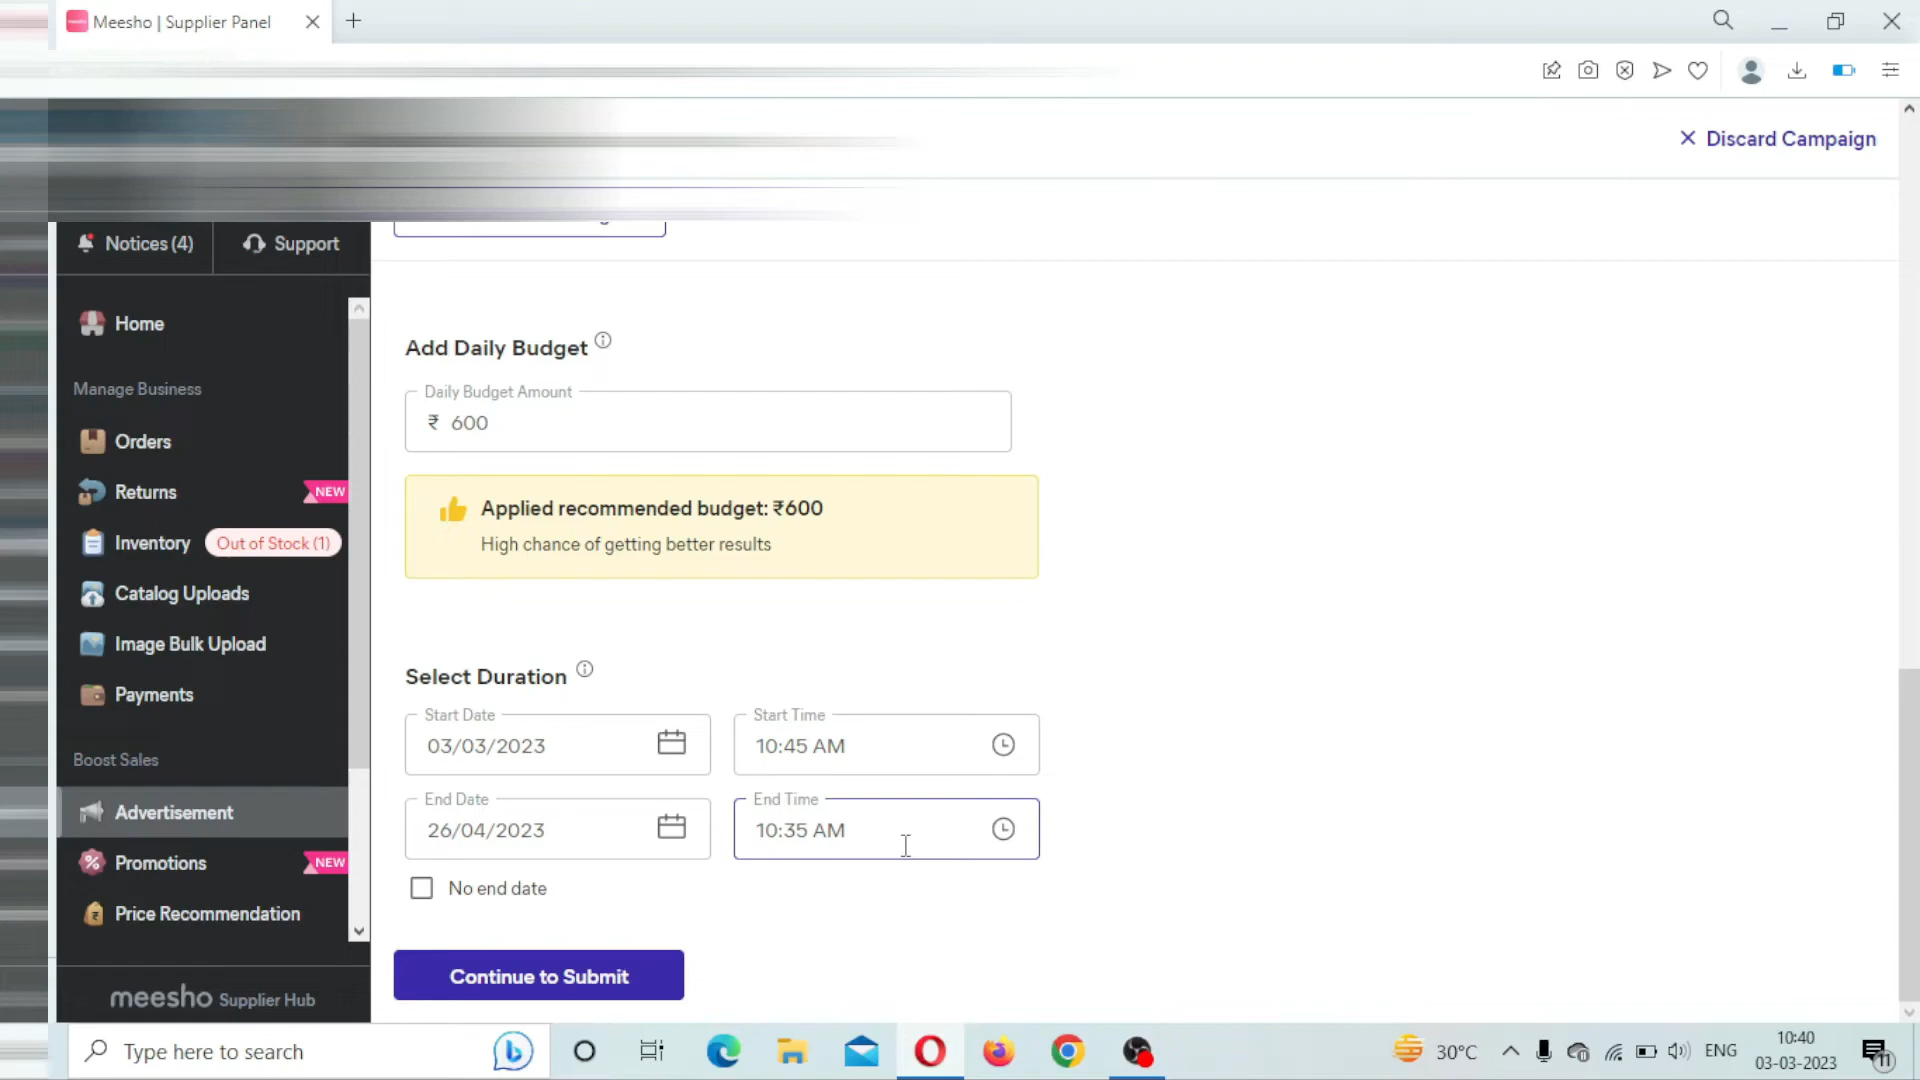 Meesho | Supplier Panel
Discard Campaign
Notices (4)
Support
Home
Manage Business
Orders
Returns
NEW
Inventory
Out of Stock (1)
Catalog Uploads
Image Bulk Upload
Payments
Boost Sales
Advertisement
Promotions
NEW
Price Recommendation
meesho Supplier Hub
Add Daily Budget
Daily Budget Amount
₹ 600
Applied recommended budget: ₹600
High chance of getting better results
Select Duration
Start Date
03/03/2023
Start Time
10:45 AM
End Date
26/04/2023
End Time
10:35 AM
No end date
Continue to Submit
Type here to search
30°C
ENG
10:40
03-03-2023
11